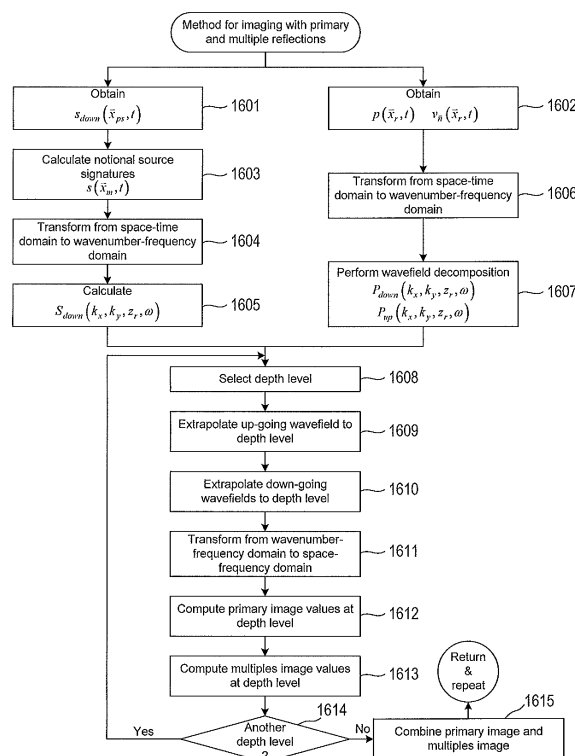 Method for imaging with primary
and multiple reflections
Obtain
s_down(x⃗_ps, t)
1601
Obtain
p(x⃗_r, t) v_n⃗(x⃗_r, t)
1602
Calculate notional source
signatures
s̃(x⃗_m, t)
1603
Transform from space-time
domain to wavenumber-frequency
domain
1604
Transform from space-time
domain to wavenumber-frequency
domain
1606
Calculate
S_down(k_x, k_y, z_r, ω)
1605
Perform wavefield decomposition
P_down(k_x, k_y, z_r, ω)
P_up(k_x, k_y, z_r, ω)
1607
Select depth level
1608
Extrapolate up-going wavefield to
depth level
1609
Extrapolate down-going
wavefields to depth level
1610
Transform from wavenumber-
frequency domain to space-
frequency domain
1611
Compute primary image values at
depth level
1612
Compute multiples image values
at depth level
1613
Another
depth level
?
1614
Yes
No
Combine primary image and
multiples image
1615
Return
&
repeat